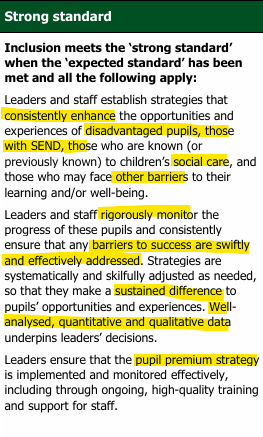 Strong standard
Inclusion meets the ‘strong standard’
when the ‘expected standard’ has been
met and all the following apply:
Leaders and staff establish strategies that
consistently enhance the opportunities and
experiences of disadvantaged pupils, those
with SEND, those who are known (or
previously known) to children’s social care, and
those who may face other barriers to their
learning and/or well-being.
Leaders and staff rigorously monitor the
progress of these pupils and consistently
ensure that any barriers to success are swiftly
and effectively addressed. Strategies are
systematically and skilfully adjusted as needed,
so that they make a sustained difference to
pupils’ opportunities and experiences. Well-
analysed, quantitative and qualitative data
underpins leaders’ decisions.
Leaders ensure that the pupil premium strategy
is implemented and monitored effectively,
including through ongoing, high-quality training
and support for staff.